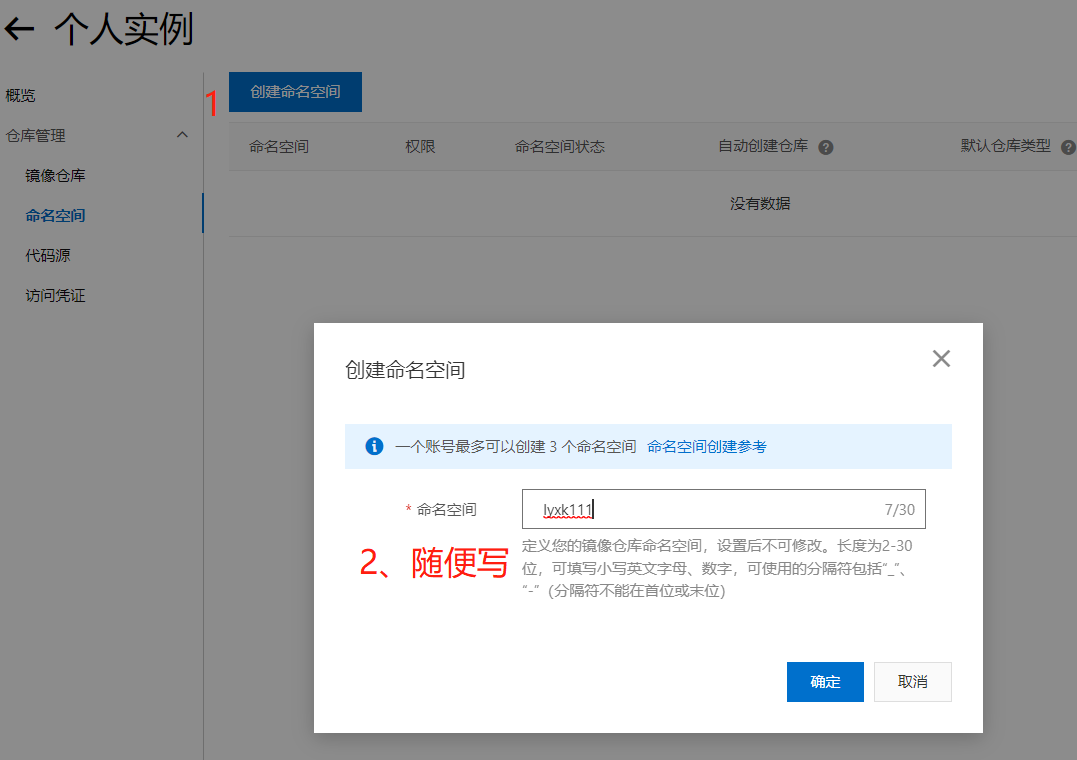 个人实例
概览
仓库管理
镜像仓库
命名空间
代码源
访问凭证
1
创建命名空间
命名空间 权限 命名空间状态 自动创建仓库 ? 默认仓库类型 ?
没有数据
创建命名空间
一个账号最多可以创建 3 个命名空间 命名空间创建参考
* 命名空间 lyxk111 7/30
2、随便写
定义您的镜像仓库命名空间，设置后不可修改。长度为2-30
位，可填写小写英文字母、数字，可使用的分隔符包括“_”、
“-”（分隔符不能在首位或末位）
确定 取消